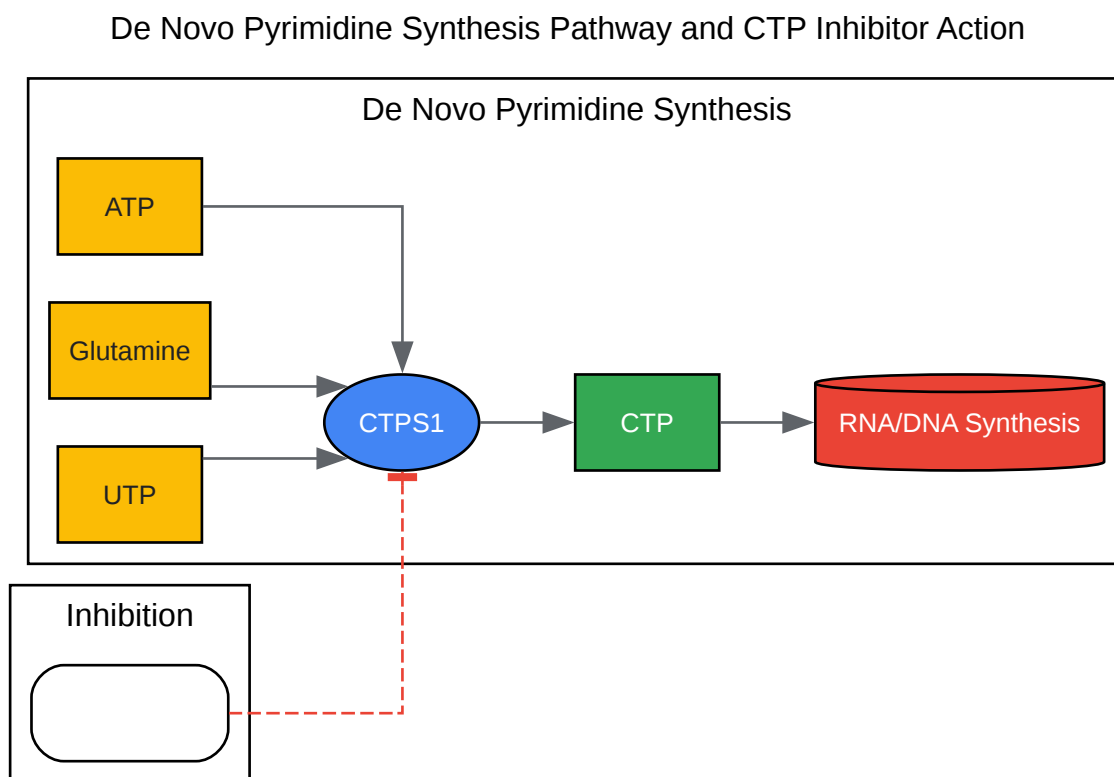 De Novo Pyrimidine Synthesis Pathway and CTP Inhibitor Action
De Novo Pyrimidine Synthesis
ATP
Glutamine
UTP
CTPS1
CTP
RNA/DNA Synthesis
Inhibition